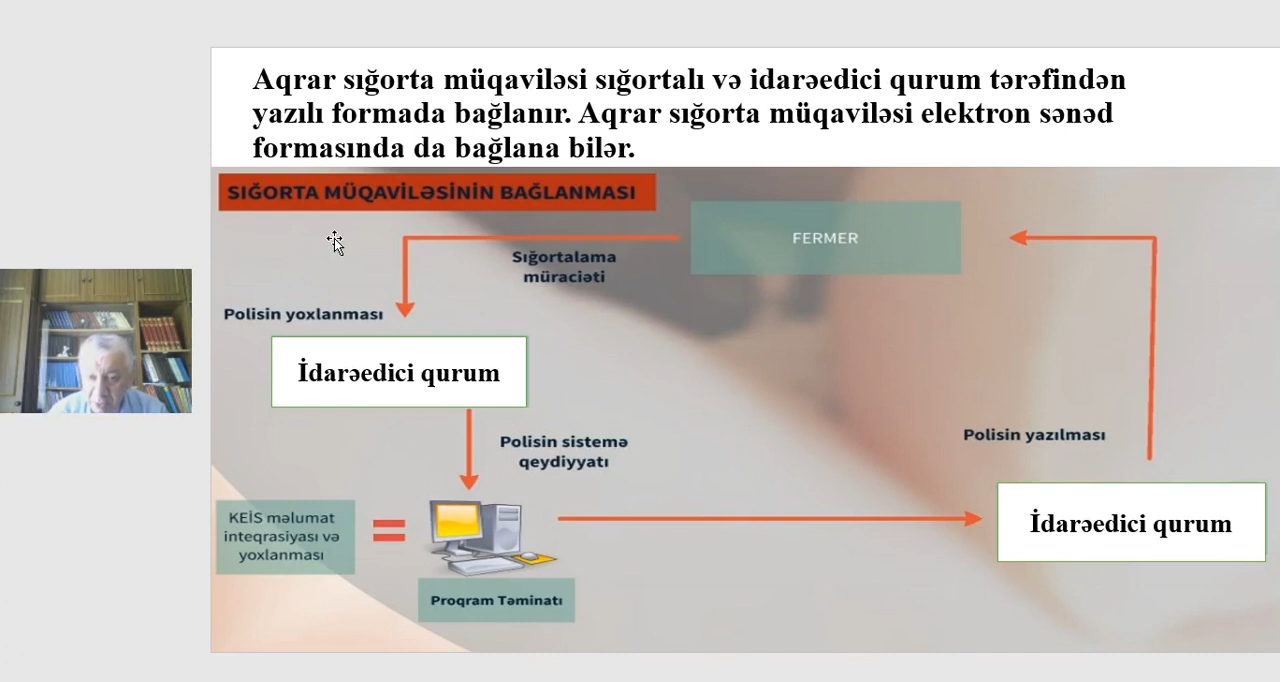 Aqrar sığorta müqaviləsi sığortalı və idarəedici qurum tərəfindən
yazılı formada bağlanır. Aqrar sığorta müqaviləsi elektron sənəd
formasında da bağlana bilər.
SIĞORTA MÜQAVİLƏSİNİN BAĞLANMASI
FERMER
Sığortalama
müraciəti
Polisin yoxlanması
İdarəedici qurum
Polisin sistemə
qeydiyyatı
Polisin yazılması
KEİS məlumat
inteqrasiyası və
yoxlanması
İdarəedici qurum
Proqram Təminatı